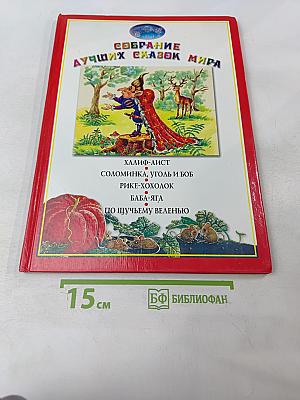 СОБРАНИЕ
ЛУЧШИХ СКАЗОК МИРА
ХАЛИФ-АИСТ
СОЛОМИНКА, УГОЛЬ И БОБ
РИКЕ-ХОХОЛОК
БАБА-ЯГА
ПО ЩУЧЬЕМУ ВЕЛЕНЬЮ
15 см
БФ БИБЛИОФАН